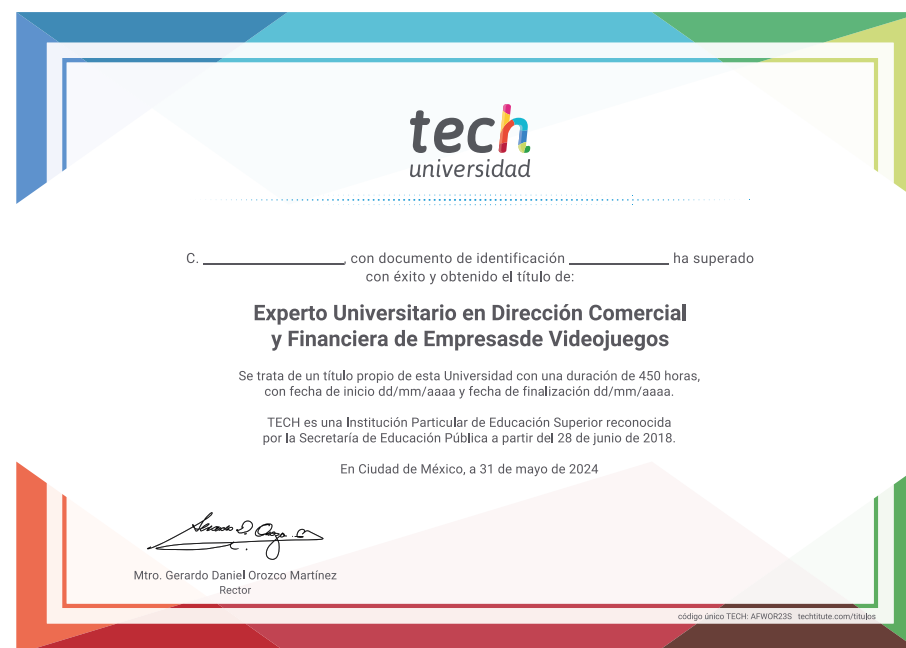 tech
universidad
C. ____________________, con documento de identificación ______________ ha superado
con éxito y obtenido el título de:
Experto Universitario en Dirección Comercial
y Financiera de Empresasde Videojuegos
Se trata de un título propio de esta Universidad con una duración de 450 horas,
con fecha de inicio dd/mm/aaaa y fecha de finalización dd/mm/aaaa.
TECH es una Institución Particular de Educación Superior reconocida
por la Secretaría de Educación Pública a partir del 28 de junio de 2018.
En Ciudad de México, a 31 de mayo de 2024
Mtro. Gerardo Daniel Orozco Martínez
Rector
código único TECH: AFWOR23S techtitute.com/titulos